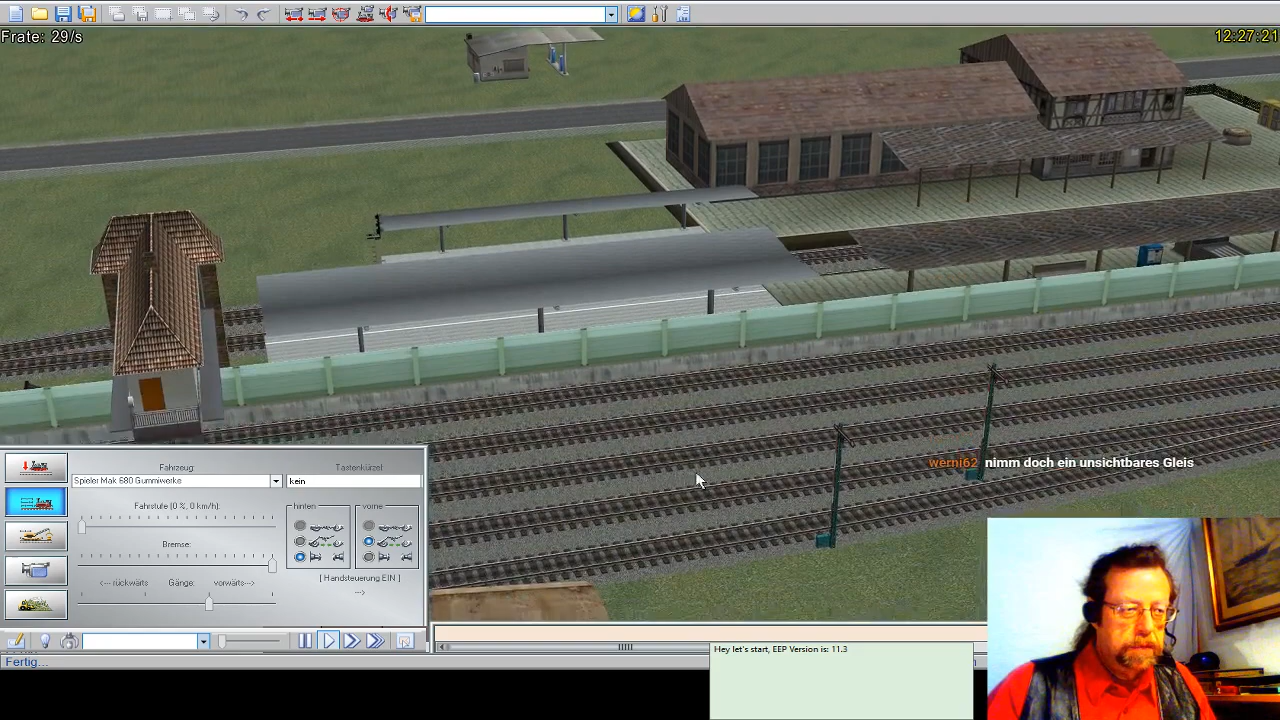 Frate: 29/s
12:27:21
werni62 nimm doch ein unsichtbares Gleis
Fahrzeug:
Tastenkürzel:
Spieler Mak 680 Gummiwerke
kein
Fahrstufe (0 %, 0 km/h):
hinten
vorne
Bremse:
<--- rückwärts Gänge: vorwärts--->
[ Handsteuerung EIN ]
--->
Hey let's start, EEP Version is: 11.3
Fertig...